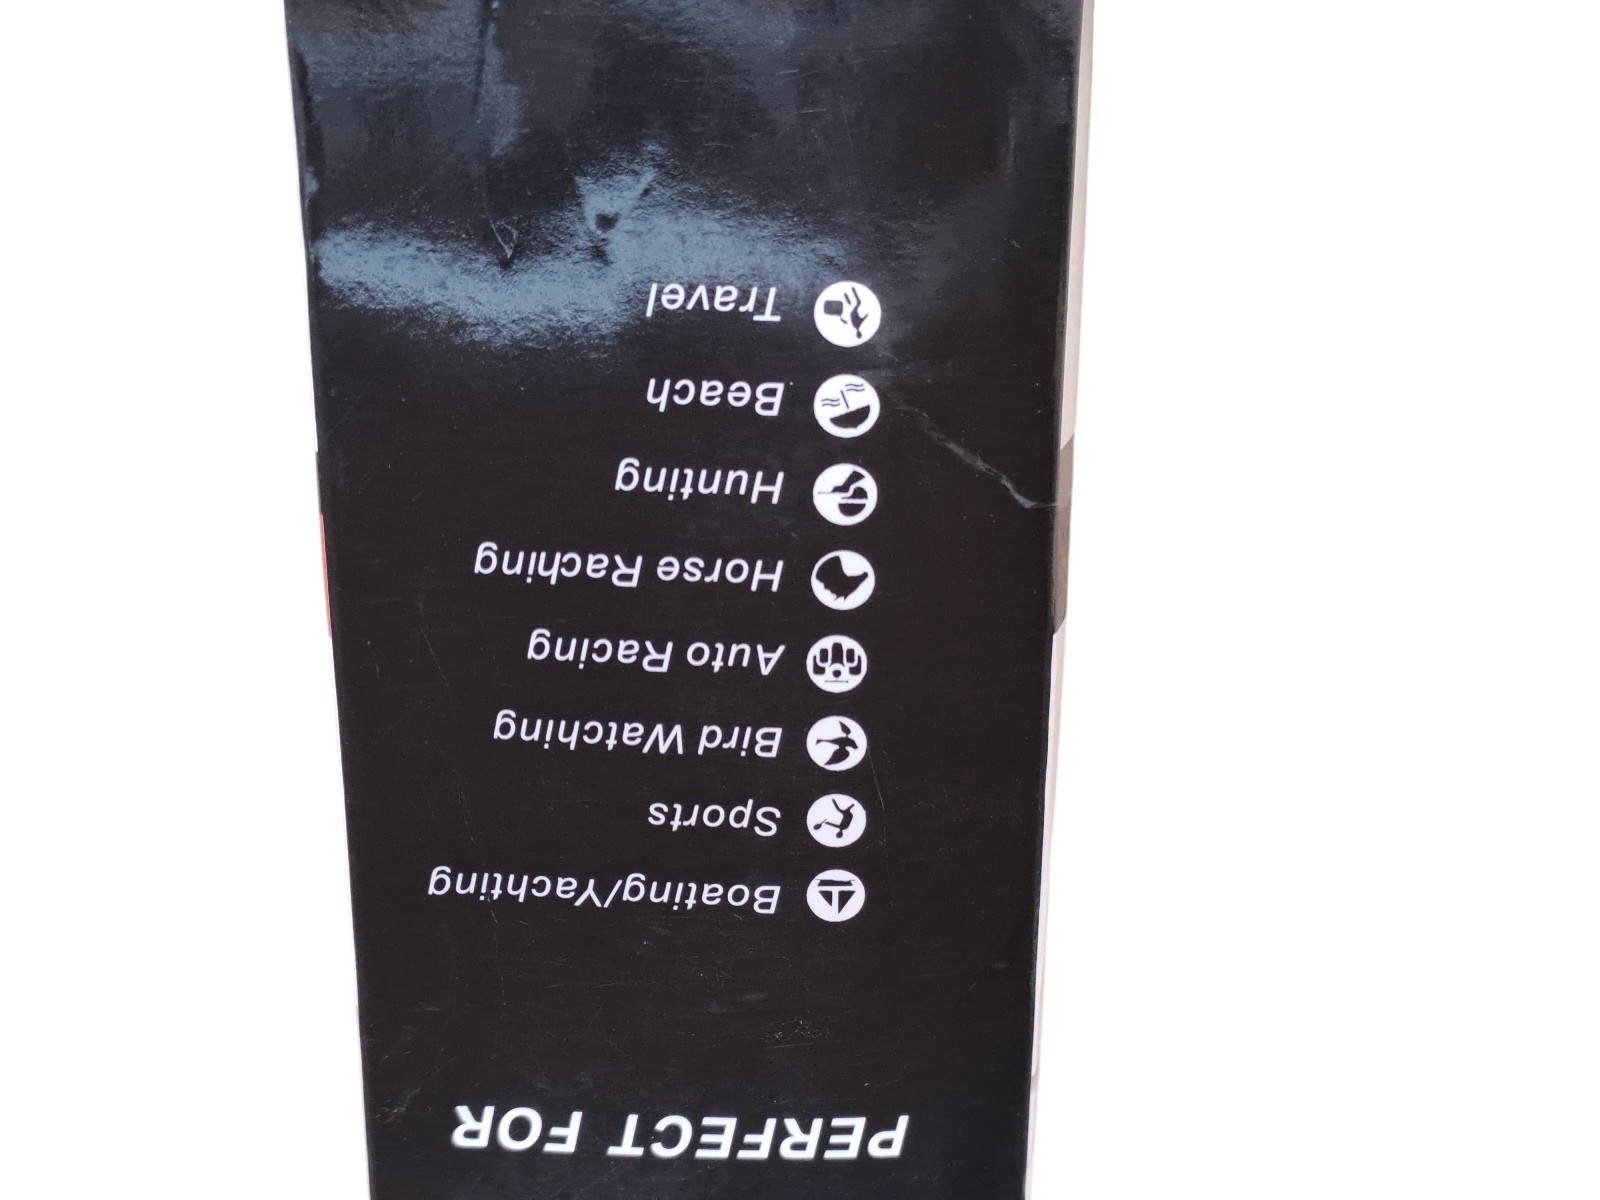 PERFECT FOR
Boating/Yachting
Sports
Bird Watching
Auto Racing
Horse Raching
Hunting
Beach
Travel